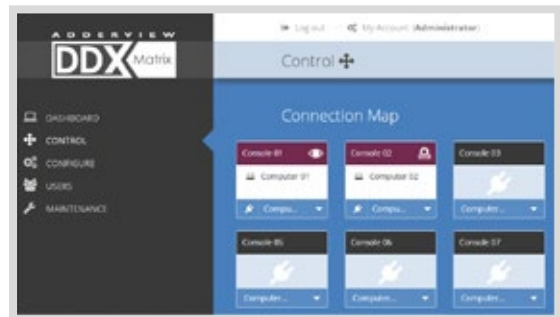 ADDERVIEW
DDX Matrix
Log out
My Account (Administrator)
Control
DASHBOARD
CONTROL
CONFIGURE
USERS
MAINTENANCE
Connection Map
Console 01
Console 02
Console 03
Computer 01
Computer 02
Compu...
Compu...
Computer...
Console 05
Console 06
Console 07
Computer...
Computer...
Computer...